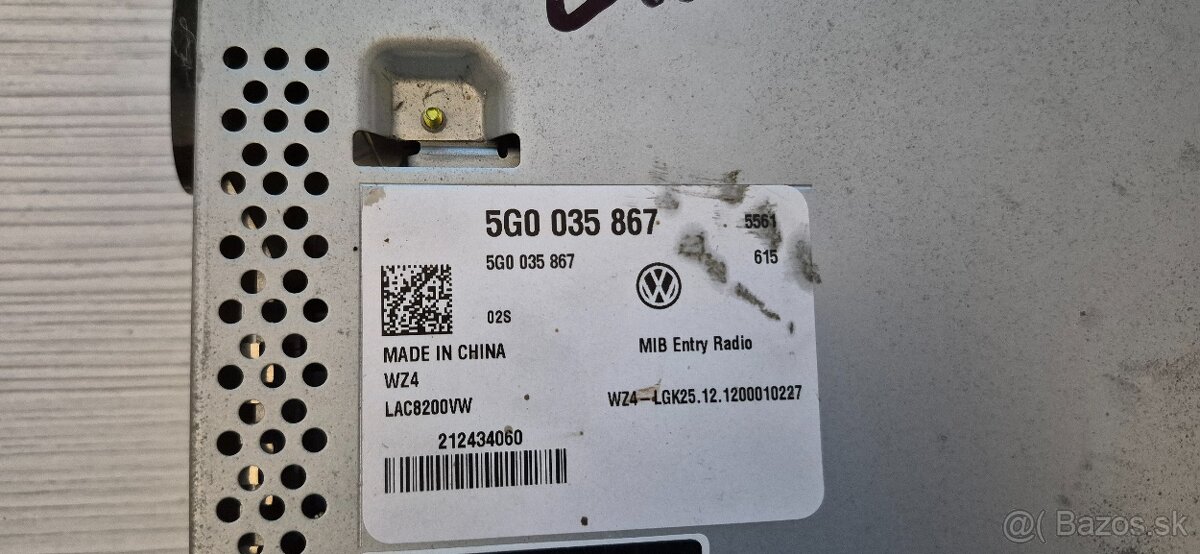 5G0 035 867 5561
5G0 035 867 615
02S
MADE IN CHINA
MIB Entry Radio
WZ4
LAC8200VW
WZ4-LGK25.12.1200010227
212434060
@( Bazos.sk